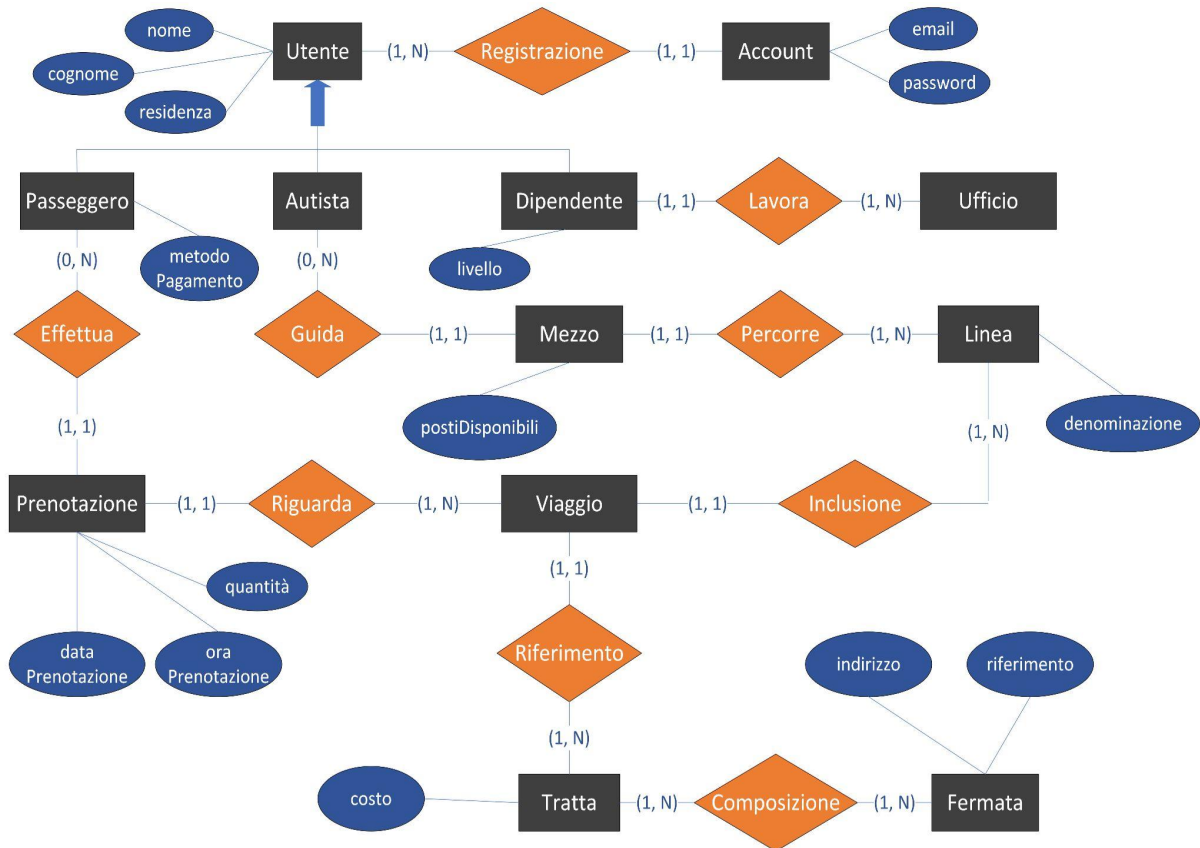 nome
Utente
(1, N)
Registrazione
(1, 1)
Account
email
cognome
password
residenza
Passeggero
Autista
Dipendente
(1, 1)
Lavora
(1, N)
Ufficio
(0, N)
metodo
Pagamento
(0, N)
livello
Effettua
Guida
(1, 1)
Mezzo
(1, 1)
Percorre
(1, N)
Linea
(1, 1)
postiDisponibili
(1, N)
denominazione
Prenotazione
(1, 1)
Riguarda
(1, N)
Viaggio
(1, 1)
Inclusione
quantità
(1, 1)
data
Prenotazione
ora
Prenotazione
Riferimento
indirizzo
riferimento
(1, N)
costo
Tratta
(1, N)
Composizione
(1, N)
Fermata